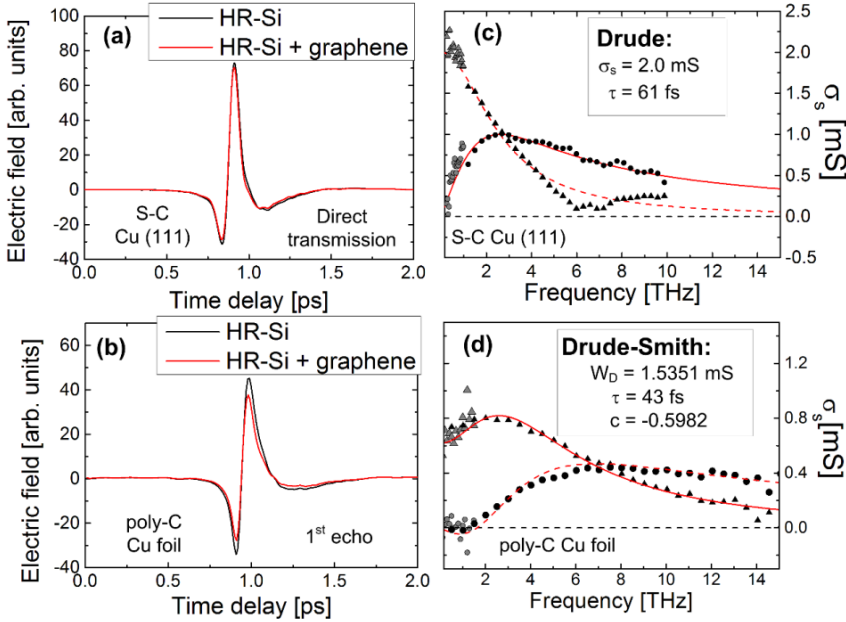 (a)
HR-Si
HR-Si + graphene
Electric field [arb. units]
100
80
60
40
20
0
-20
-40
S-C
Cu (111)
Direct
transmission
0.0
0.5
1.0
1.5
2.0
Time delay [ps]
(c)
Drude:
σs = 2.0 mS
τ = 61 fs
2.5
2.0
1.5
1.0
0.5
0.0
-0.5
σs [mS]
S-C Cu (111)
2
4
6
8
10
12
14
Frequency [THz]
(b)
HR-Si
HR-Si + graphene
Electric field [arb. units]
60
40
20
0
-20
-40
poly-C
Cu foil
1st echo
0.0
0.5
1.0
1.5
2.0
Time delay [ps]
(d)
Drude-Smith:
WD = 1.5351 mS
τ = 43 fs
c = -0.5982
1.2
0.8
0.4
0.0
σs [mS]
poly-C Cu foil
2
4
6
8
10
12
14
Frequency [THz]